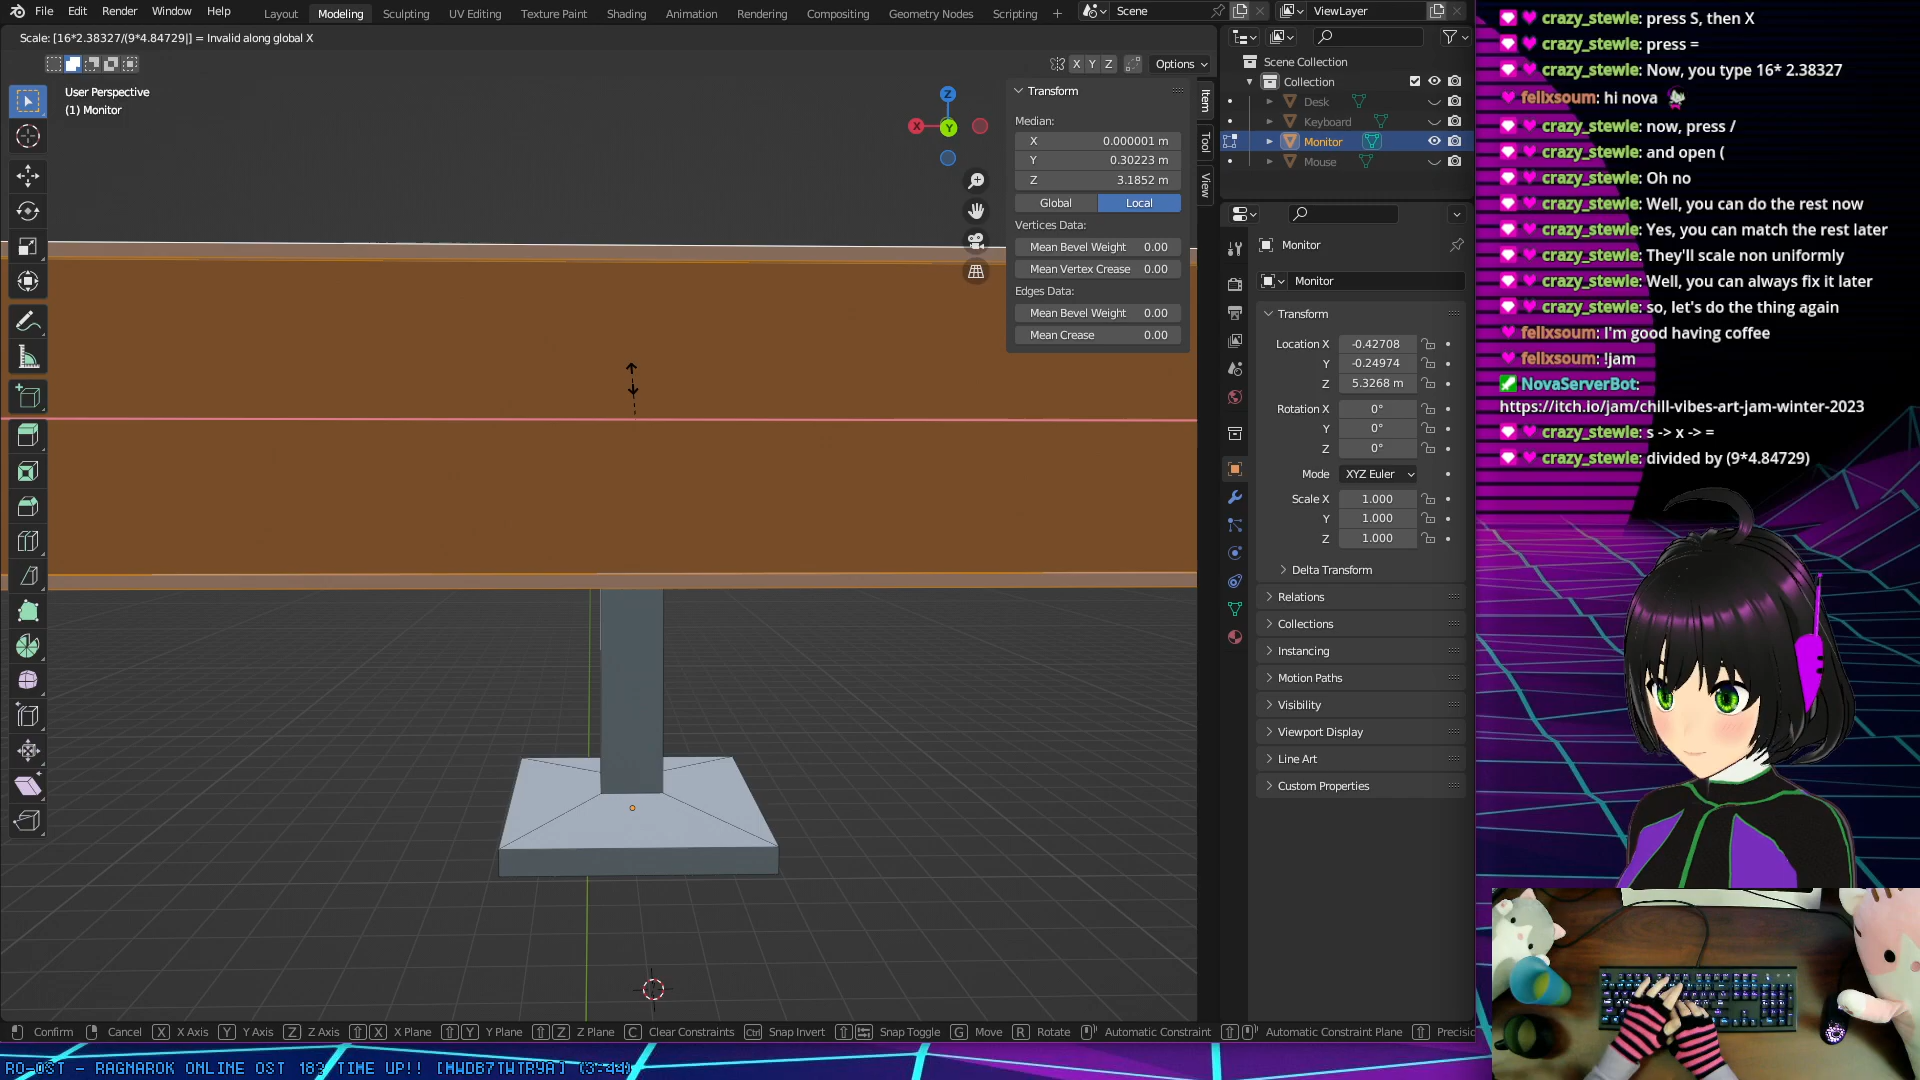 File Edit Render Window Help
Layout Modeling Sculpting UV Editing Texture Paint Shading Animation Rendering Compositing Geometry Nodes Scripting +
Scene
ViewLayer
Scale: [16*2.38327/(9*4.84729|] = Invalid along global X
X Y Z Options
User Perspective
(1) Monitor
Z
X
Y
Transform
Median:
X 0.000001 m
Y 0.30223 m
Z 3.1852 m
Global Local
Vertices Data:
Mean Bevel Weight 0.00
Mean Vertex Crease 0.00
Edges Data:
Mean Bevel Weight 0.00
Mean Crease 0.00
Item
Tool
View
Scene Collection
Collection
Desk
Keyboard
Monitor
Mouse
Monitor
Monitor
Transform
Location X -0.42708
Y -0.24974
Z 5.3268 m
Rotation X 0°
Y 0°
Z 0°
Mode XYZ Euler
Scale X 1.000
Y 1.000
Z 1.000
Delta Transform
Relations
Collections
Instancing
Motion Paths
Visibility
Viewport Display
Line Art
Custom Properties
Confirm Cancel X X Axis Y Y Axis Z Z Axis X X Plane Y Y Plane Z Z Plane C Clear Constraints Ctrl Snap Invert Snap Toggle G Move R Rotate Automatic Constraint Automatic Constraint Plane Precisi
crazy_stewle: press S, then X
crazy_stewle: press =
crazy_stewle: Now, you type 16* 2.38327
fellxsoum: hi nova
crazy_stewle: now, press /
crazy_stewle: and open (
crazy_stewle: Oh no
crazy_stewle: Well, you can do the rest now
crazy_stewle: Yes, you can match the rest later
crazy_stewle: They'll scale non uniformly
crazy_stewle: Well, you can always fix it later
crazy_stewle: so, let's do the thing again
fellxsoum: I'm good having coffee
fellxsoum: !jam
NovaServerBot:
https://itch.io/jam/chill-vibes-art-jam-winter-2023
crazy_stewle: s -> x -> =
crazy_stewle: divided by (9*4.84729)
RO-OST - RAGNAROK ONLINE OST 183 TIME UP!! [HWDB7TWTRYA] (3:44)